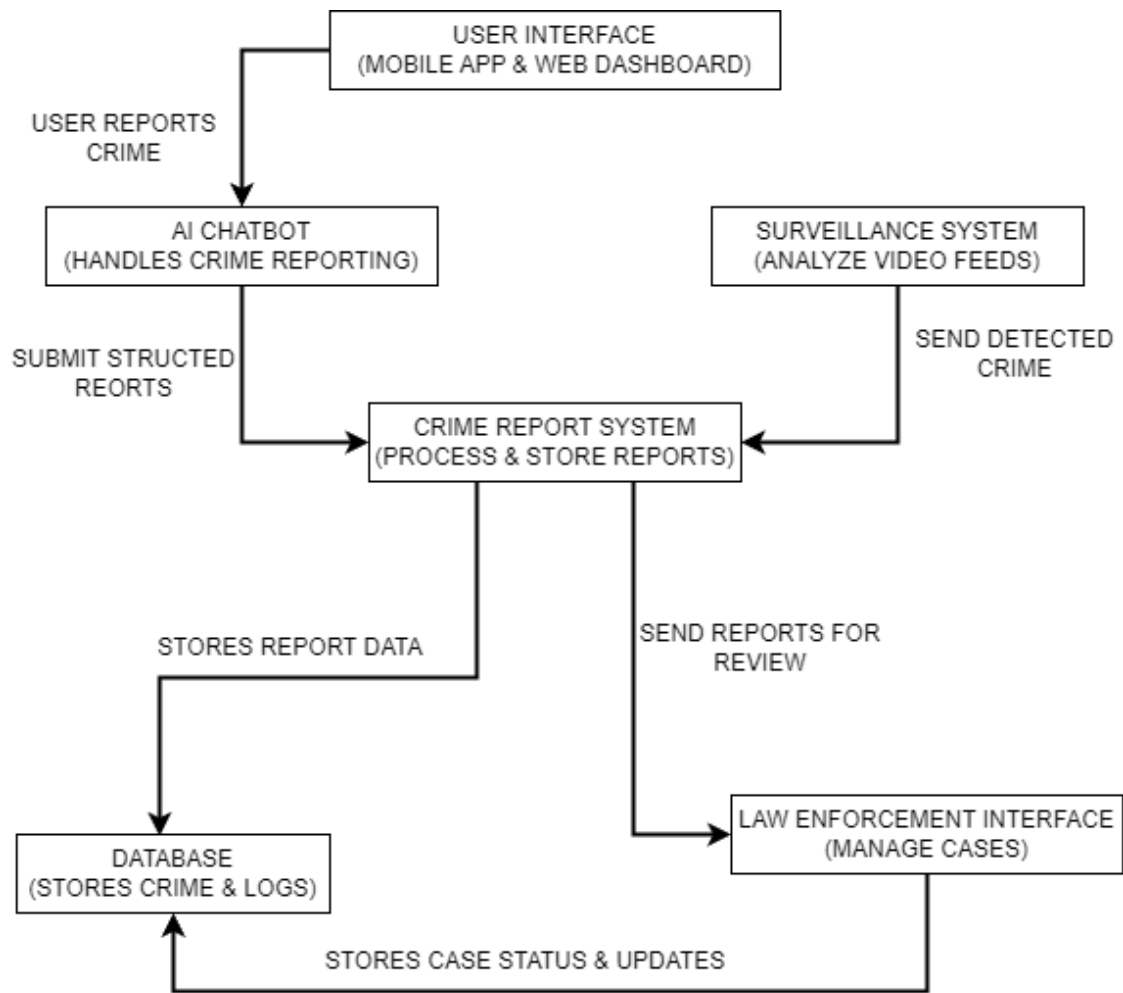 USER INTERFACE
(MOBILE APP & WEB DASHBOARD)
USER REPORTS
CRIME
AI CHATBOT
(HANDLES CRIME REPORTING)
SURVEILLANCE SYSTEM
(ANALYZE VIDEO FEEDS)
SUBMIT STRUCTED
REORTS
SEND DETECTED
CRIME
CRIME REPORT SYSTEM
(PROCESS & STORE REPORTS)
STORES REPORT DATA
SEND REPORTS FOR
REVIEW
DATABASE
(STORES CRIME & LOGS)
LAW ENFORCEMENT INTERFACE
(MANAGE CASES)
STORES CASE STATUS & UPDATES